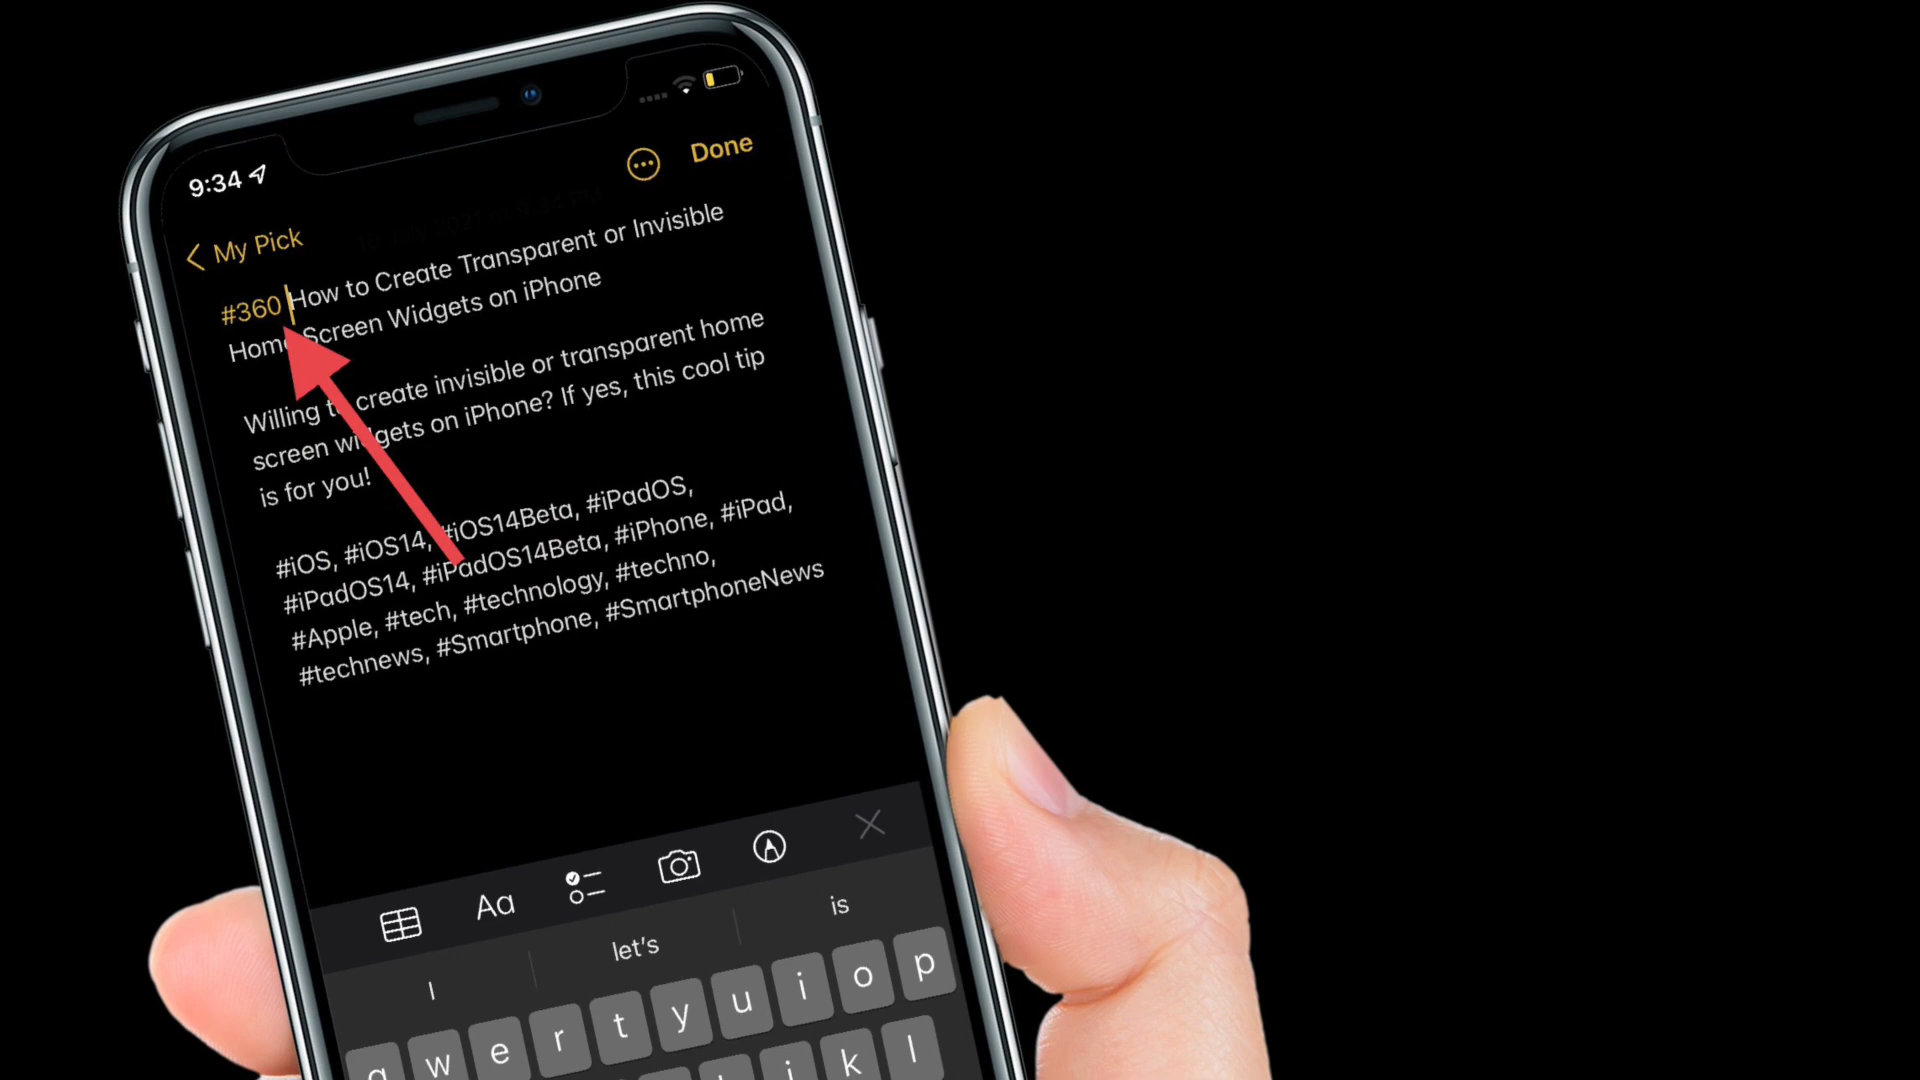 9:34
Done
My Pick
#360 How to Create Transparent or Invisible
Home Screen Widgets on iPhone
Willing to create invisible or transparent home
screen widgets on iPhone? If yes, this cool tip
is for you!
#iOS, #iOS14, #iOS14Beta, #iPadOS,
#iPadOS14, #iPadOS14Beta, #iPhone, #iPad,
#Apple, #tech, #technology, #techno,
#technews, #Smartphone, #SmartphoneNews
Aa
I let's is
q w e r t y u i o p
k l